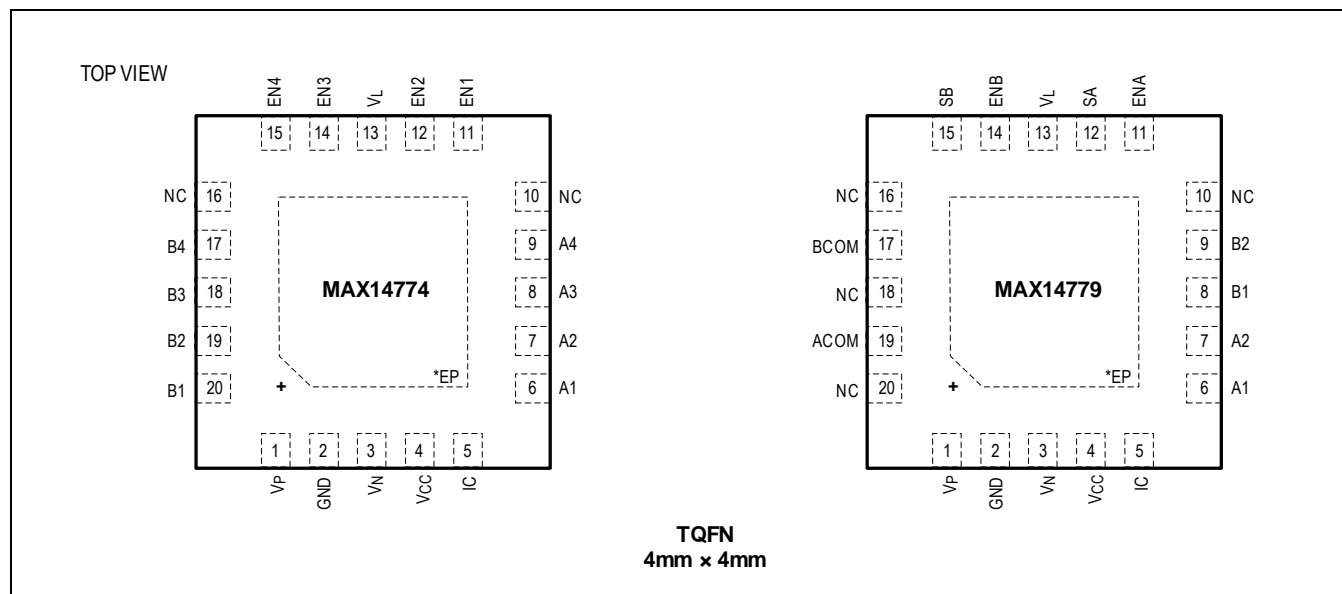 TOP VIEW
EN4 EN3 VL EN2 EN1
15 14 13 12 11
NC 16 10 NC
B4 17 9 A4
B3 18 MAX14774 8 A3
B2 19 7 A2
*EP
B1 20 + 6 A1
1 2 3 4 5
VP GND VN VCC IC
SB ENB VL SA ENA
15 14 13 12 11
NC 16 10 NC
BCOM 17 9 B2
NC 18 MAX14779 8 B1
ACOM 19 7 A2
*EP
NC 20 + 6 A1
1 2 3 4 5
VP GND VN VCC IC
TQFN
4mm × 4mm